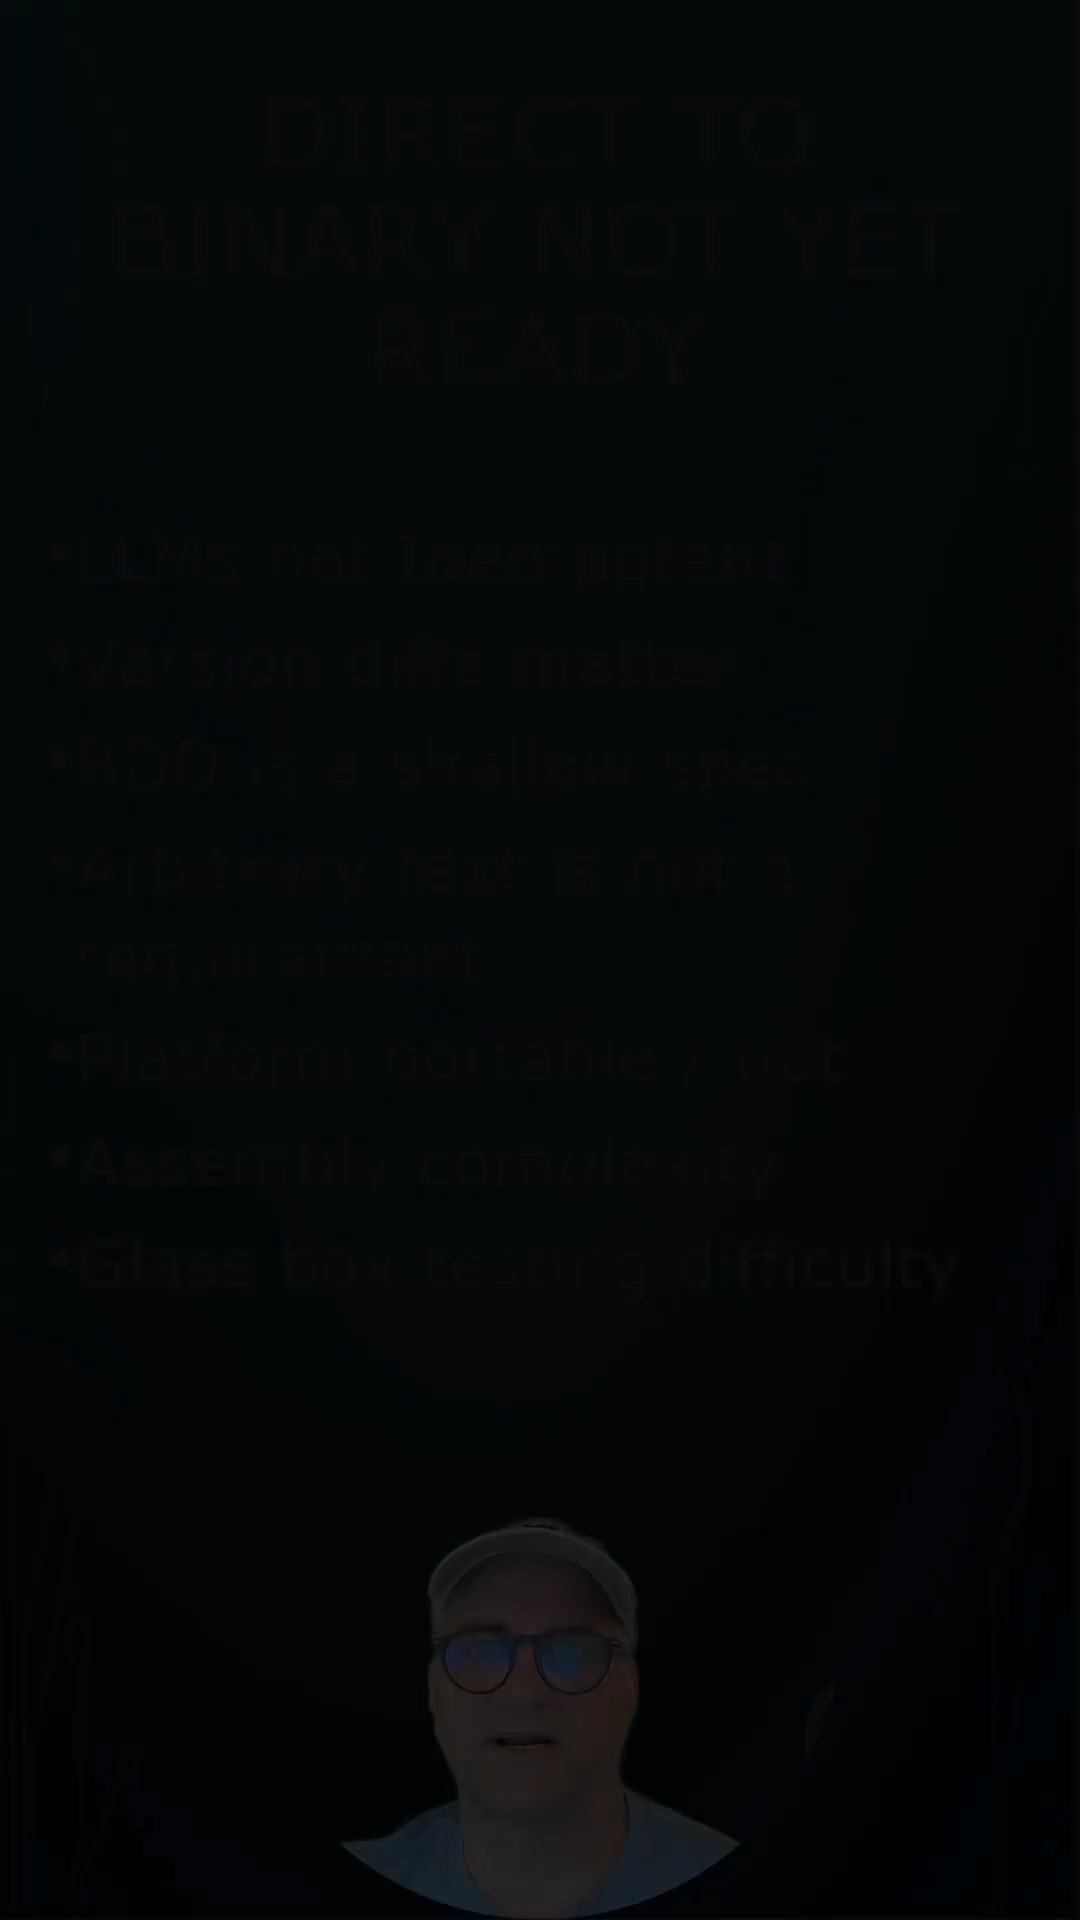 DIRECT TO
BINARY NOT YET
READY
•LLMs not Idempotent
•Version diffs matter
•BDD is a shallow spec
•Arbitrary text is not a
requirement
•Platform portable / not
•Assembly complexity
•Glass box testing difficulty